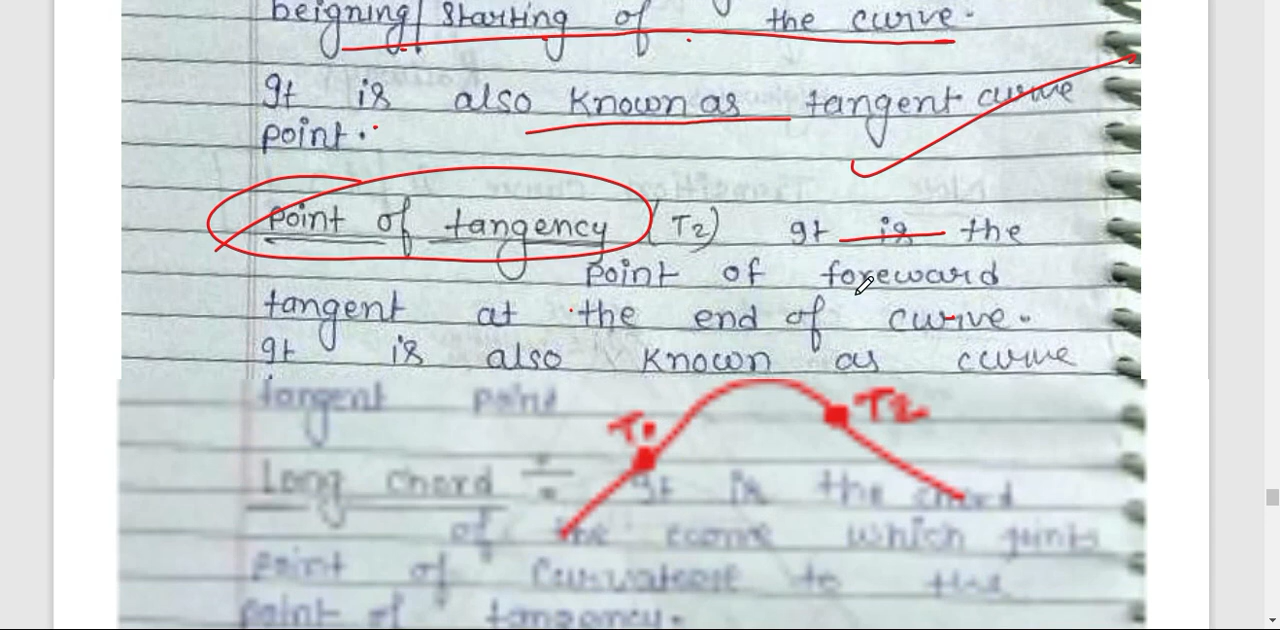 beigning/ starting of the curve.
It is also known as tangent curve
point.
point of tangency (T2) It is the
point of foreward
tangent at the end of curve.
It is also known as curve
tangent point
T1 T2
Long chord ÷ It is the chord
of the curve which joints
point of curvature to the
point of tangency.